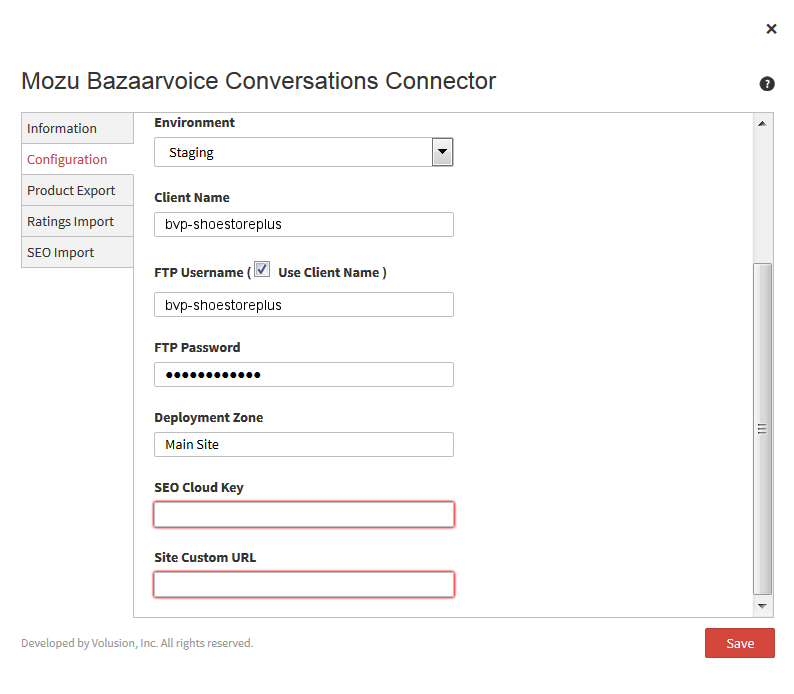 Mozu Bazaarvoice Conversations Connector
Information
Configuration
Product Export
Ratings Import
SEO Import
Environment
Staging
Client Name
bvp-shoestoreplus
FTP Username ( Use Client Name )
bvp-shoestoreplus
FTP Password
●●●●●●●●●●●●
Deployment Zone
Main Site
SEO Cloud Key
Site Custom URL
Developed by Volusion, Inc. All rights reserved.
Save